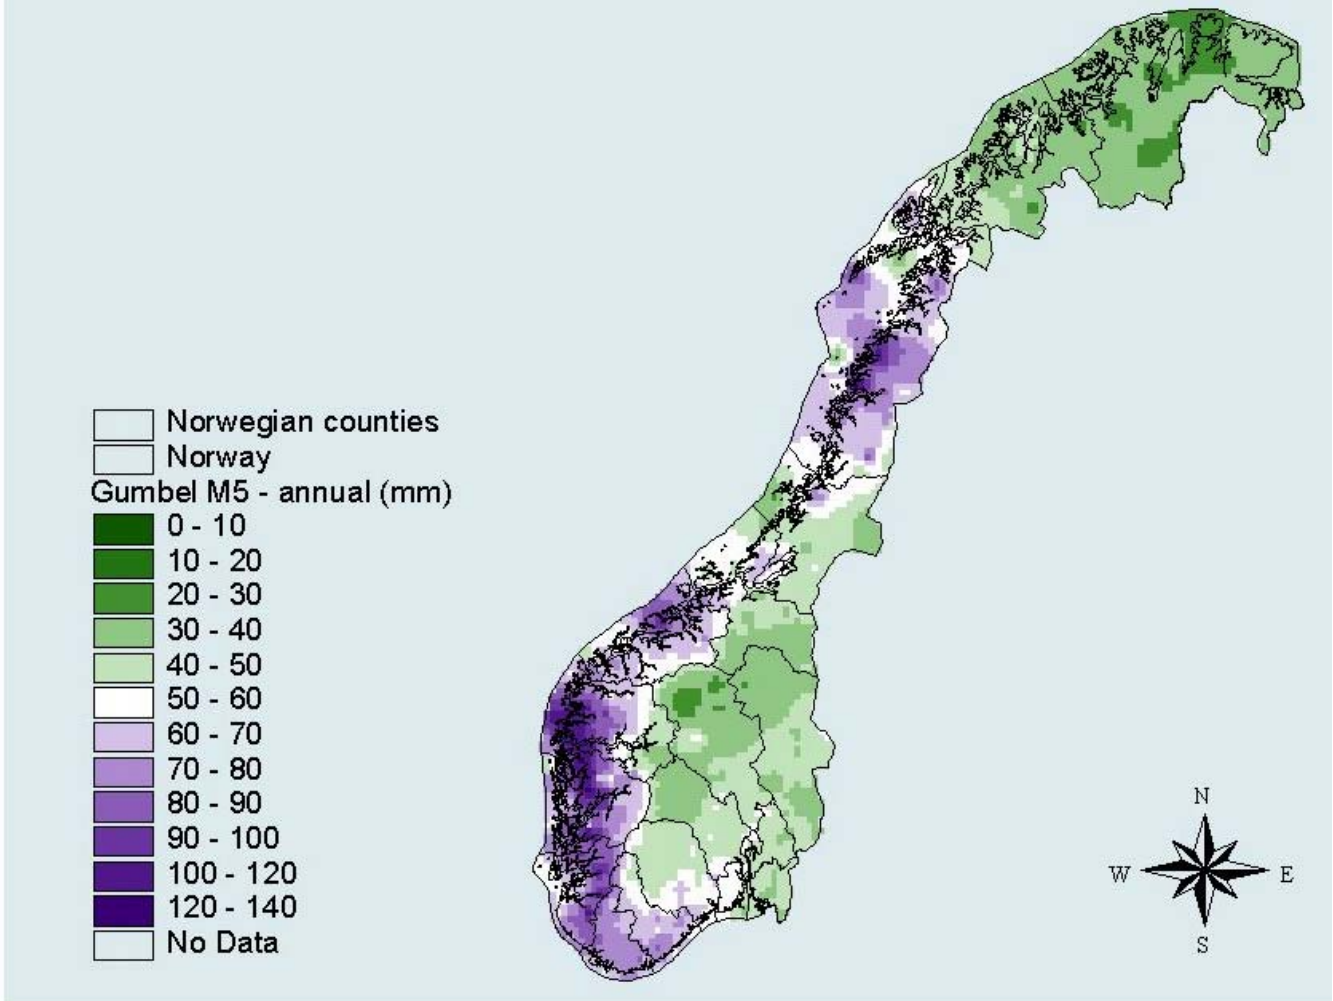 Norwegian counties
Norway
Gumbel M5 - annual (mm)
0 - 10
10 - 20
20 - 30
30 - 40
40 - 50
50 - 60
60 - 70
70 - 80
80 - 90
90 - 100
100 - 120
120 - 140
No Data
N
W E
S